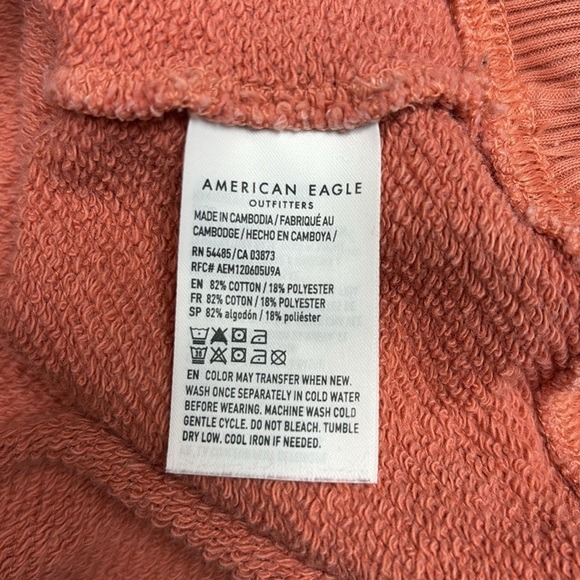 AMERICAN EAGLE
OUTFITTERS
MADE IN CAMBODIA / FABRIQUÉ AU
CAMBODGE / HECHO EN CAMBOYA /
RN 54485 / CA 03873
RFC# AEM120605U9A
EN 82% COTTON / 18% POLYESTER
FR 82% COTON / 18% POLYESTER
SP 82% algodón / 18% poliéster
EN COLOR MAY TRANSFER WHEN NEW.
WASH ONCE SEPARATELY IN COLD WATER
BEFORE WEARING. MACHINE WASH COLD
GENTLE CYCLE. DO NOT BLEACH. TUMBLE
DRY LOW. COOL IRON IF NEEDED.